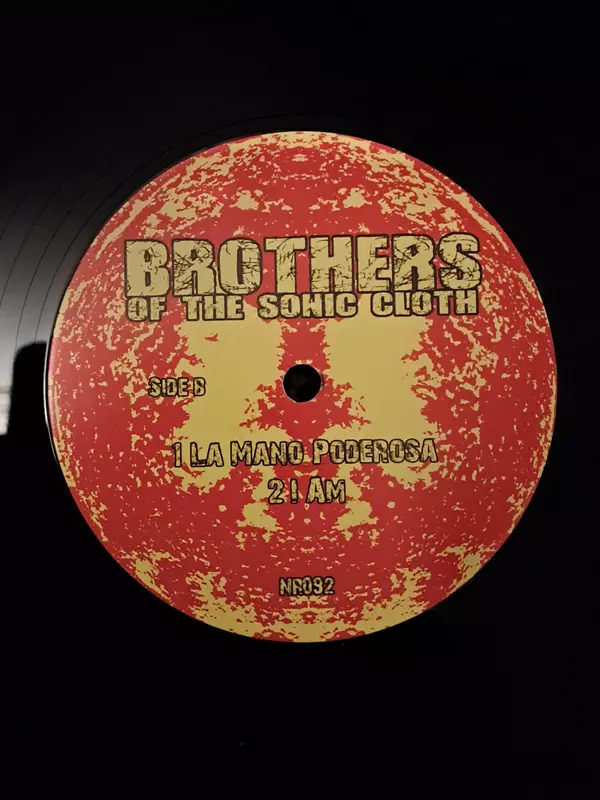 BROTHERS
OF THE SONIC CLOTH
SIDE B
1 LA MANO PODEROSA
2 I AM
NR092